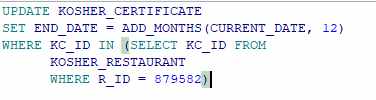 UPDATE KOSHER_CERTIFICATE
SET END_DATE = ADD_MONTHS(CURRENT_DATE, 12)
WHERE KC_ID IN (SELECT KC_ID FROM
KOSHER_RESTAURANT
WHERE R_ID = 879582)